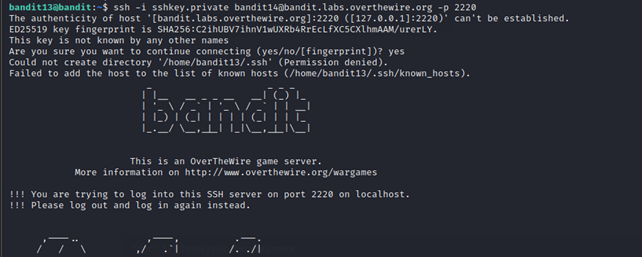 bandit13@bandit:~$ ssh -i sshkey.private bandit14@bandit.labs.overthewire.org -p 2220
The authenticity of host '[bandit.labs.overthewire.org]:2220 ([127.0.0.1]:2220)' can't be established.
ED25519 key fingerprint is SHA256:C2ihUBV7ihnV1wUXRb4RrEcLfXC5CXlhmAAM/urerLY.
This key is not known by any other names
Are you sure you want to continue connecting (yes/no/[fingerprint])? yes
Could not create directory '/home/bandit13/.ssh' (Permission denied).
Failed to add the host to the list of known hosts (/home/bandit13/.ssh/known_hosts).
bandit
This is an OverTheWire game server.
More information on http://www.overthewire.org/wargames
!!! You are trying to log into this SSH server on port 2220 on localhost.
!!! Please log out and log in again instead.